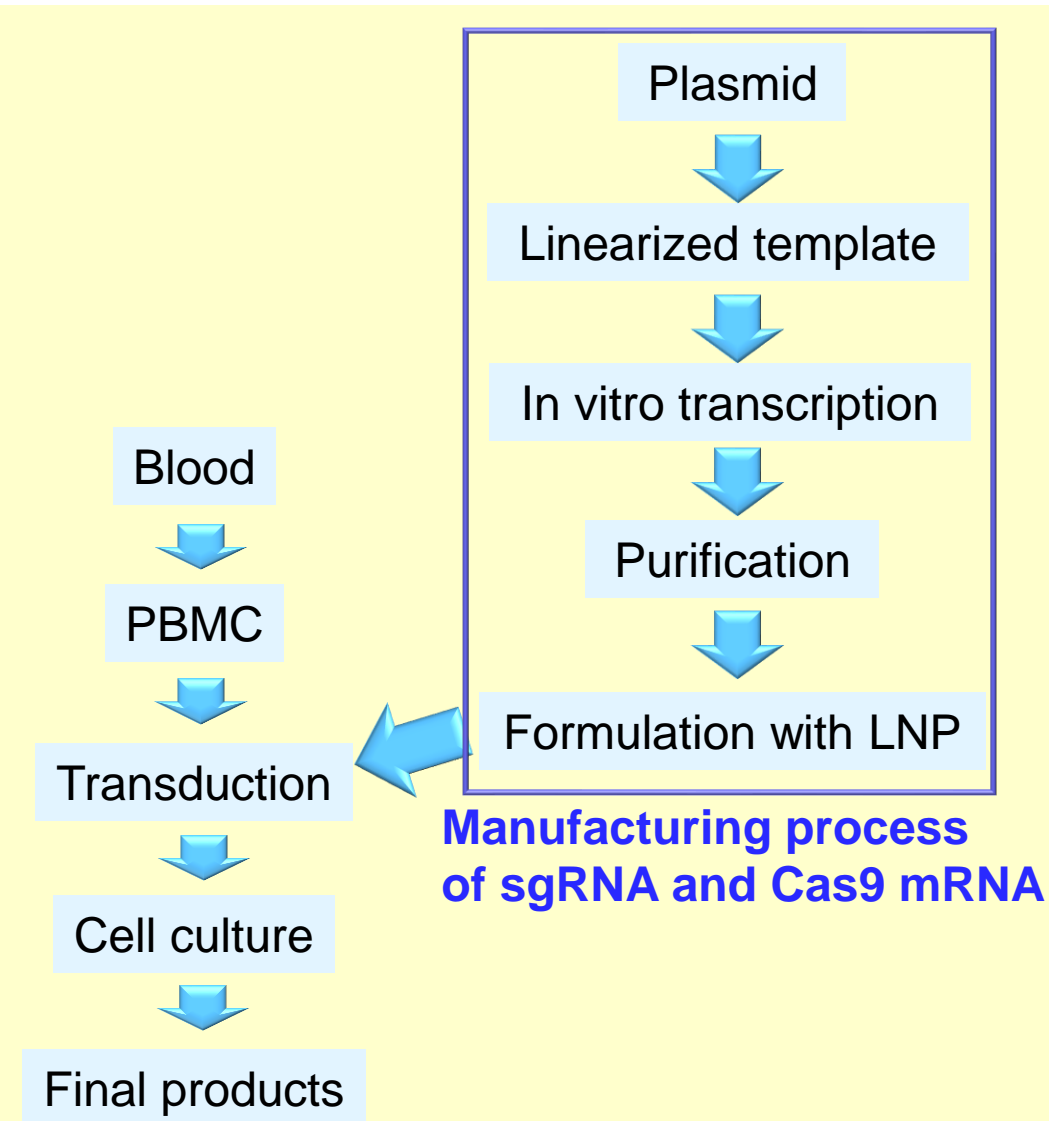 Plasmid
Linearized template
In vitro transcription
Purification
Formulation with LNP
Manufacturing process
of sgRNA and Cas9 mRNA
Blood
PBMC
Transduction
Cell culture
Final products